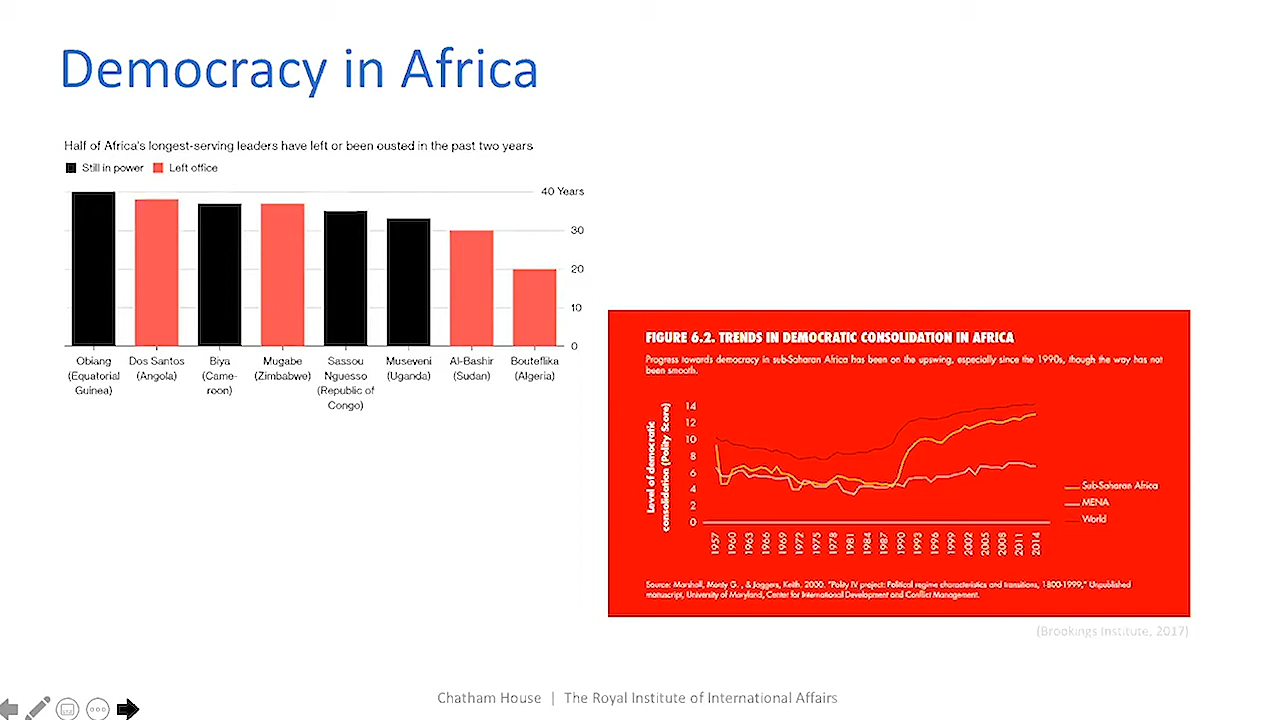 Democracy in Africa
Half of Africa's longest-serving leaders have left or been ousted in the past two years
Still in power
Left office
40 Years
30
20
10
0
Obiang
(Equatorial
Guinea)
Dos Santos
(Angola)
Biya
(Came-
roon)
Mugabe
(Zimbabwe)
Sassou
Nguesso
(Republic of
Congo)
Museveni
(Uganda)
Al-Bashir
(Sudan)
Bouteflika
(Algeria)
FIGURE 6.2. TRENDS IN DEMOCRATIC CONSOLIDATION IN AFRICA
Progress towards democracy in sub-Saharan Africa has been on the upswing, especially since the 1990s, though the way has not
been smooth.
Level of democratic
consolidation (Polity Score)
14
12
10
8
6
4
2
0
1957
1960
1963
1966
1969
1972
1975
1978
1981
1984
1987
1990
1993
1996
1999
2002
2005
2008
2011
2014
Sub-Saharan Africa
MENA
World
Source: Marshall, Monty G. , & Jaggers, Keith. 2000. "Polity IV project: Political regime characteristics and transitions, 1800-1999," Unpublished
manuscript, University of Maryland, Center for International Development and Conflict Management.
(Brookings Institute, 2017)
Chatham House | The Royal Institute of International Affairs